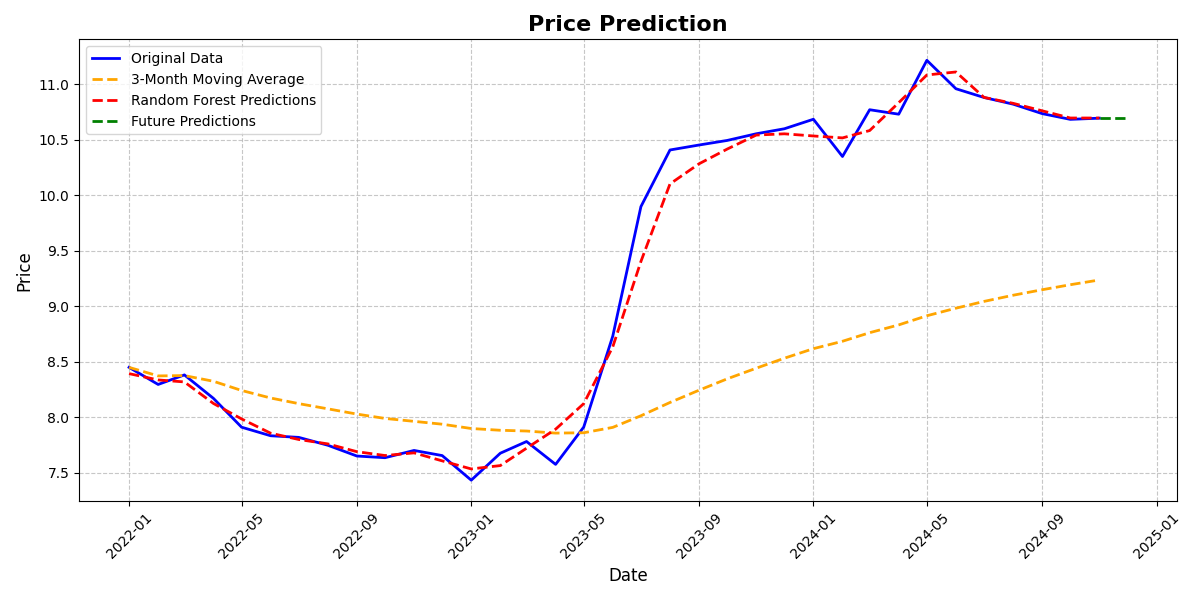 Price Prediction
Original Data
3-Month Moving Average
Random Forest Predictions
Future Predictions
Price
11.0
10.5
10.0
9.5
9.0
8.5
8.0
7.5
2022-01
2022-05
2022-09
2023-01
2023-05
2023-09
2024-01
2024-05
2024-09
2025-01
Date